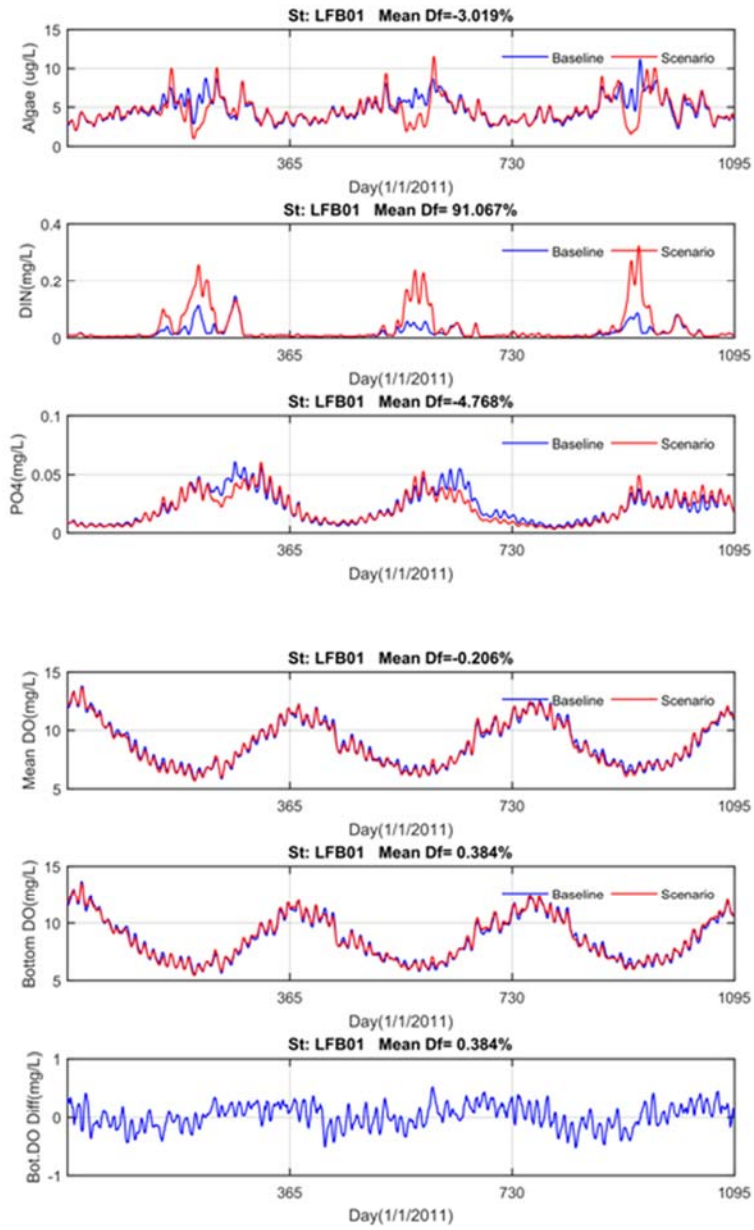 St: LFB01 Mean Df=-3.019%
15
10
5
0
Algae (ug/L)
Baseline Scenario
365 730 1095
Day(1/1/2011)
St: LFB01 Mean Df= 91.067%
0.4
0.2
0
DIN(mg/L)
Baseline Scenario
365 730 1095
Day(1/1/2011)
St: LFB01 Mean Df=-4.768%
0.1
0.05
0
PO4(mg/L)
Baseline Scenario
365 730 1095
Day(1/1/2011)
St: LFB01 Mean Df=-0.206%
15
10
5
Mean DO(mg/L)
Baseline Scenario
365 730 1095
Day(1/1/2011)
St: LFB01 Mean Df= 0.384%
15
10
5
Bottom DO(mg/L)
Baseline Scenario
365 730 1095
Day(1/1/2011)
St: LFB01 Mean Df= 0.384%
1
0
-1
Bot.DO Diff(mg/L)
365 730 1095
Day(1/1/2011)